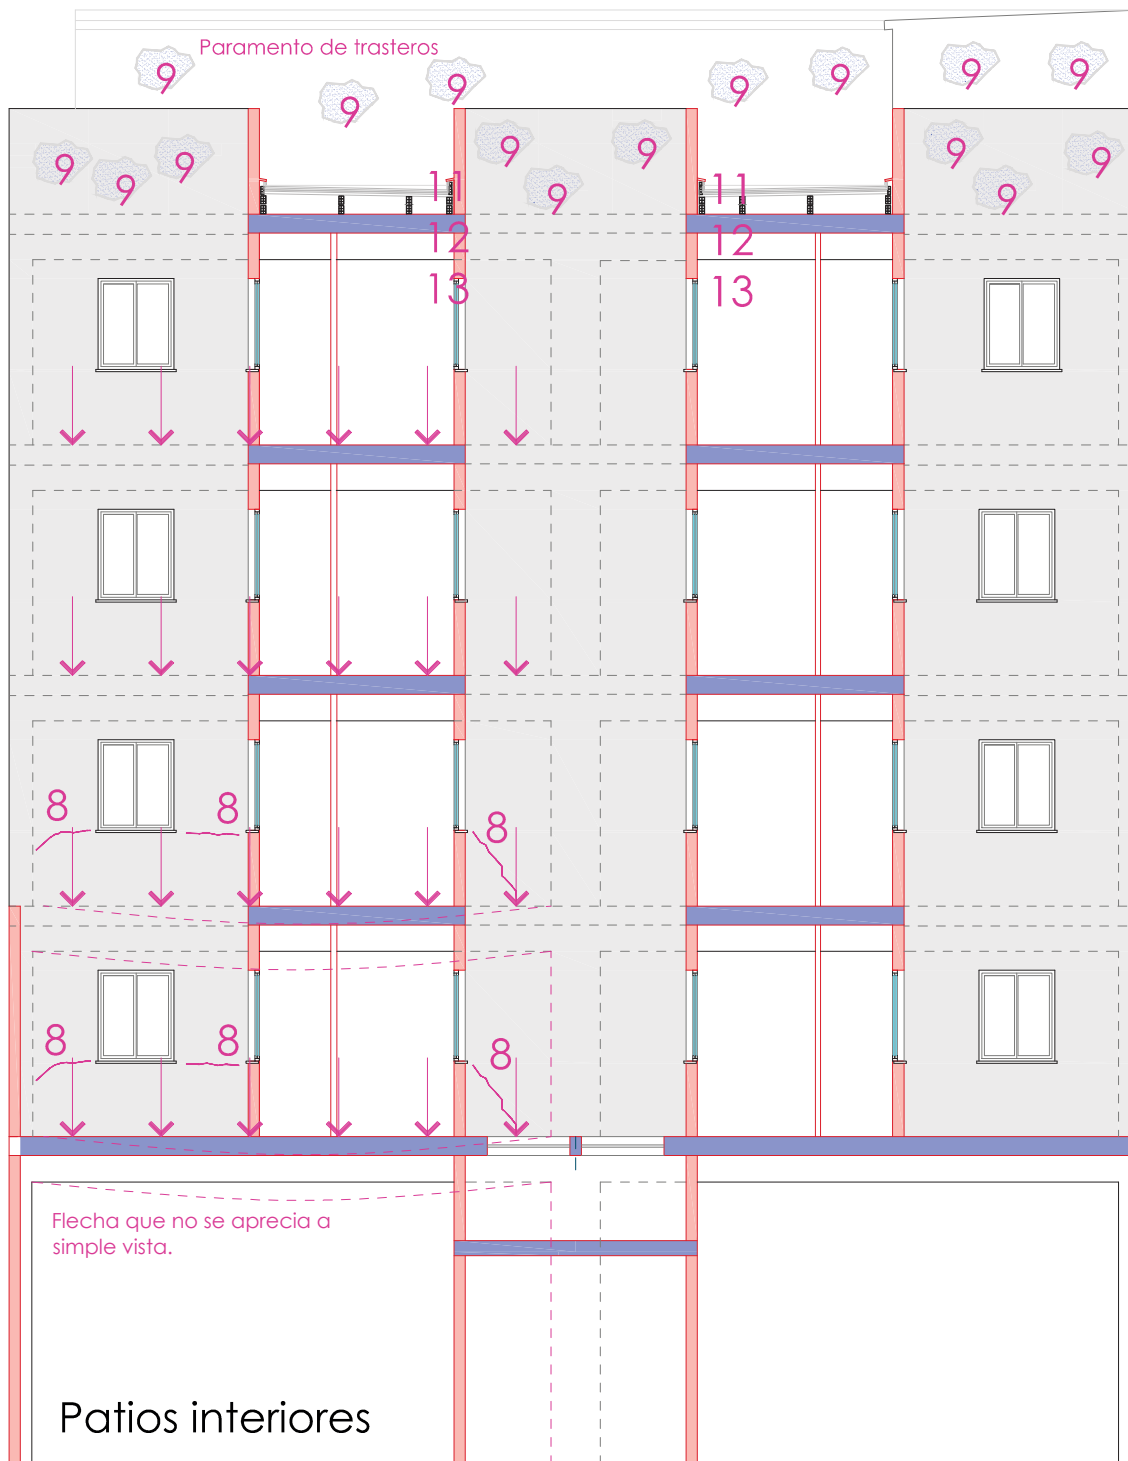 Paramento de trasteros
9 9 9 9 9 9 9
9 9 9 9 9 9 9 9 9
11 11
12 12
13 13
8 8 8
8 8 8
Flecha que no se aprecia a
simple vista.
Patios interiores